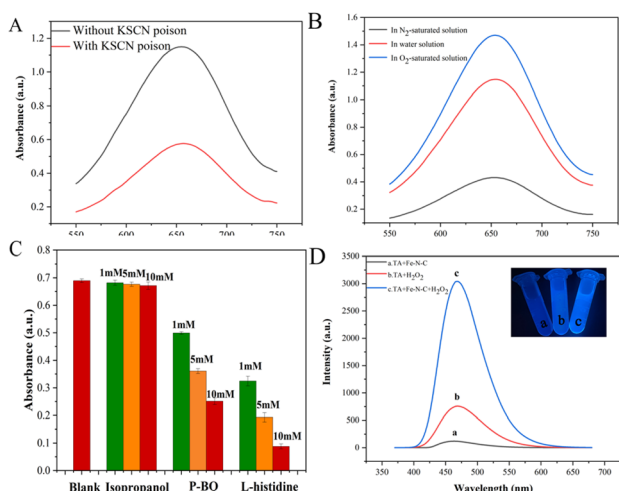 A
Without KSCN poison
With KSCN poison
Absorbance (a.u.)
1.2
1.0
0.8
0.6
0.4
0.2
550 600 650 700 750
B
In N2-saturated solution
In water solution
In O2-saturated solution
Absorbance (a.u.)
1.6
1.4
1.2
1.0
0.8
0.6
0.4
0.2
0.0
550 600 650 700 750
C
Absorbance (a.u.)
0.8
0.7
0.6
0.5
0.4
0.3
0.2
0.1
0.0
1mM 5mM 10mM
1mM
5mM
10mM
1mM
5mM
10mM
Blank Isopropanol P-BO L-histidine
D
a.TA+Fe-N-C
b.TA+H2O2
c.TA+Fe-N-C+H2O2
Intensity (a.u.)
3500
3000
2500
2000
1500
1000
500
0
c
b
a
a b c
350 400 450 500 550 600 650 700
Wavelength (nm)